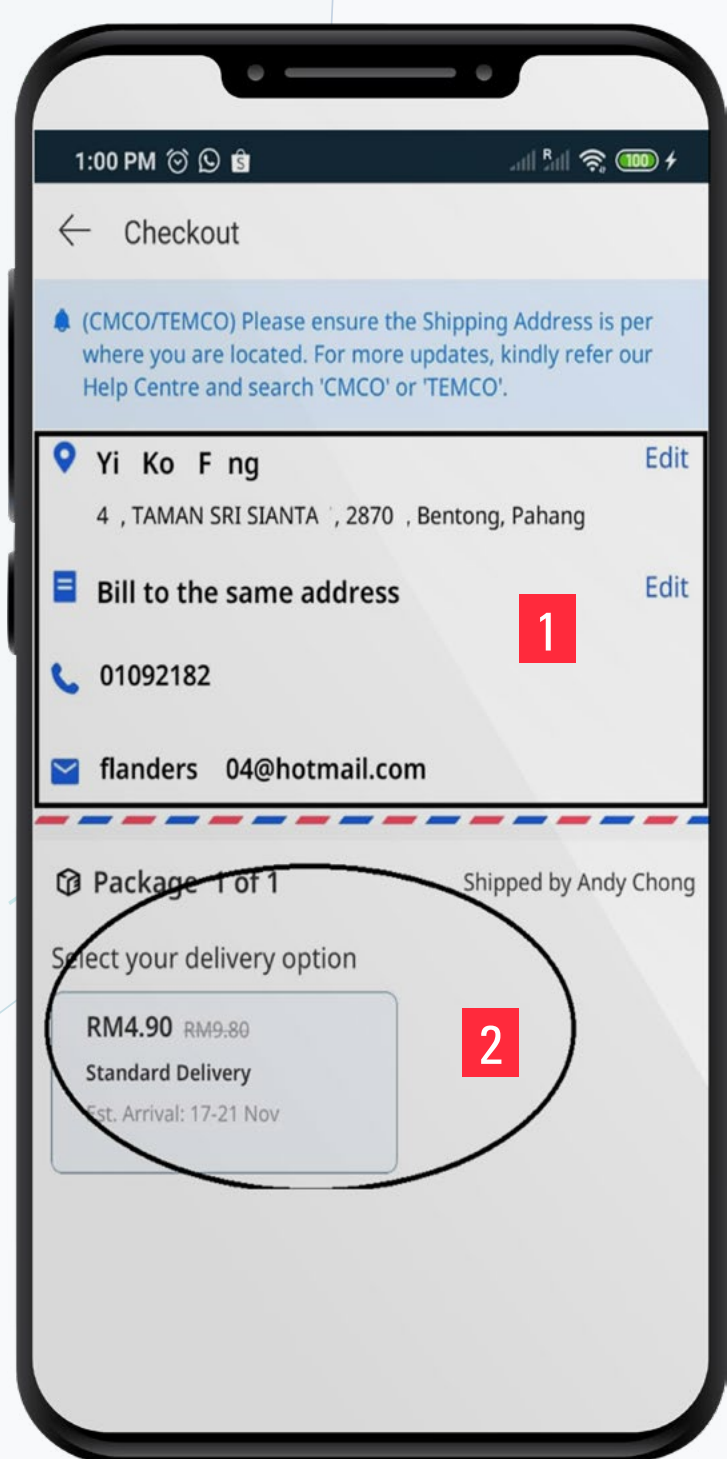 1:00 PM
R 100
Checkout
(CMCO/TEMCO) Please ensure the Shipping Address is per
where you are located. For more updates, kindly refer our
Help Centre and search 'CMCO' or 'TEMCO'.
Yi Ko F ng Edit
4 , TAMAN SRI SIANTA , 2870 , Bentong, Pahang
Bill to the same address Edit
1
01092182
flanders 04@hotmail.com
Package 1 of 1 Shipped by Andy Chong
Select your delivery option
RM4.90 RM9.80
2
Standard Delivery
Est. Arrival: 17-21 Nov